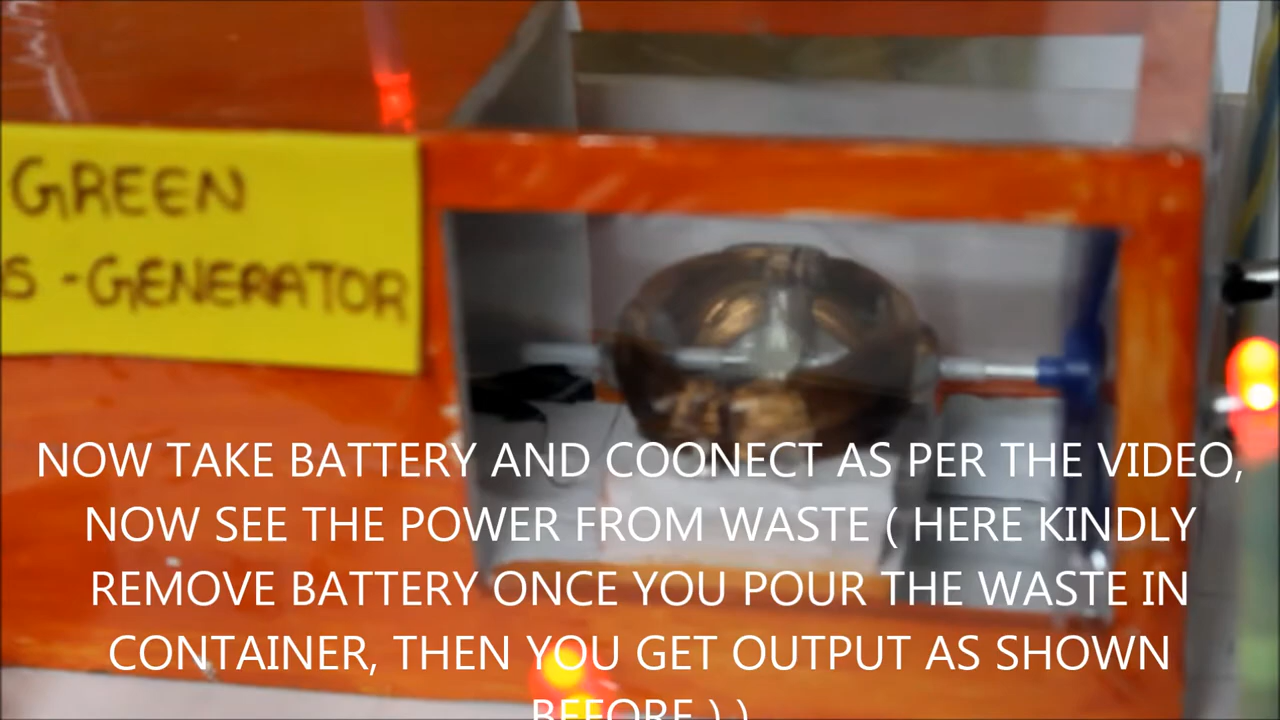 GREEN
S -GENERATOR
NOW TAKE BATTERY AND COONECT AS PER THE VIDEO,
NOW SEE THE POWER FROM WASTE ( HERE KINDLY
REMOVE BATTERY ONCE YOU POUR THE WASTE IN
CONTAINER, THEN YOU GET OUTPUT AS SHOWN
BEFORE ) )